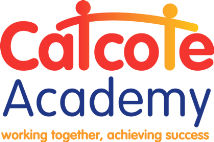 Calcote
Academy
working together, achieving success